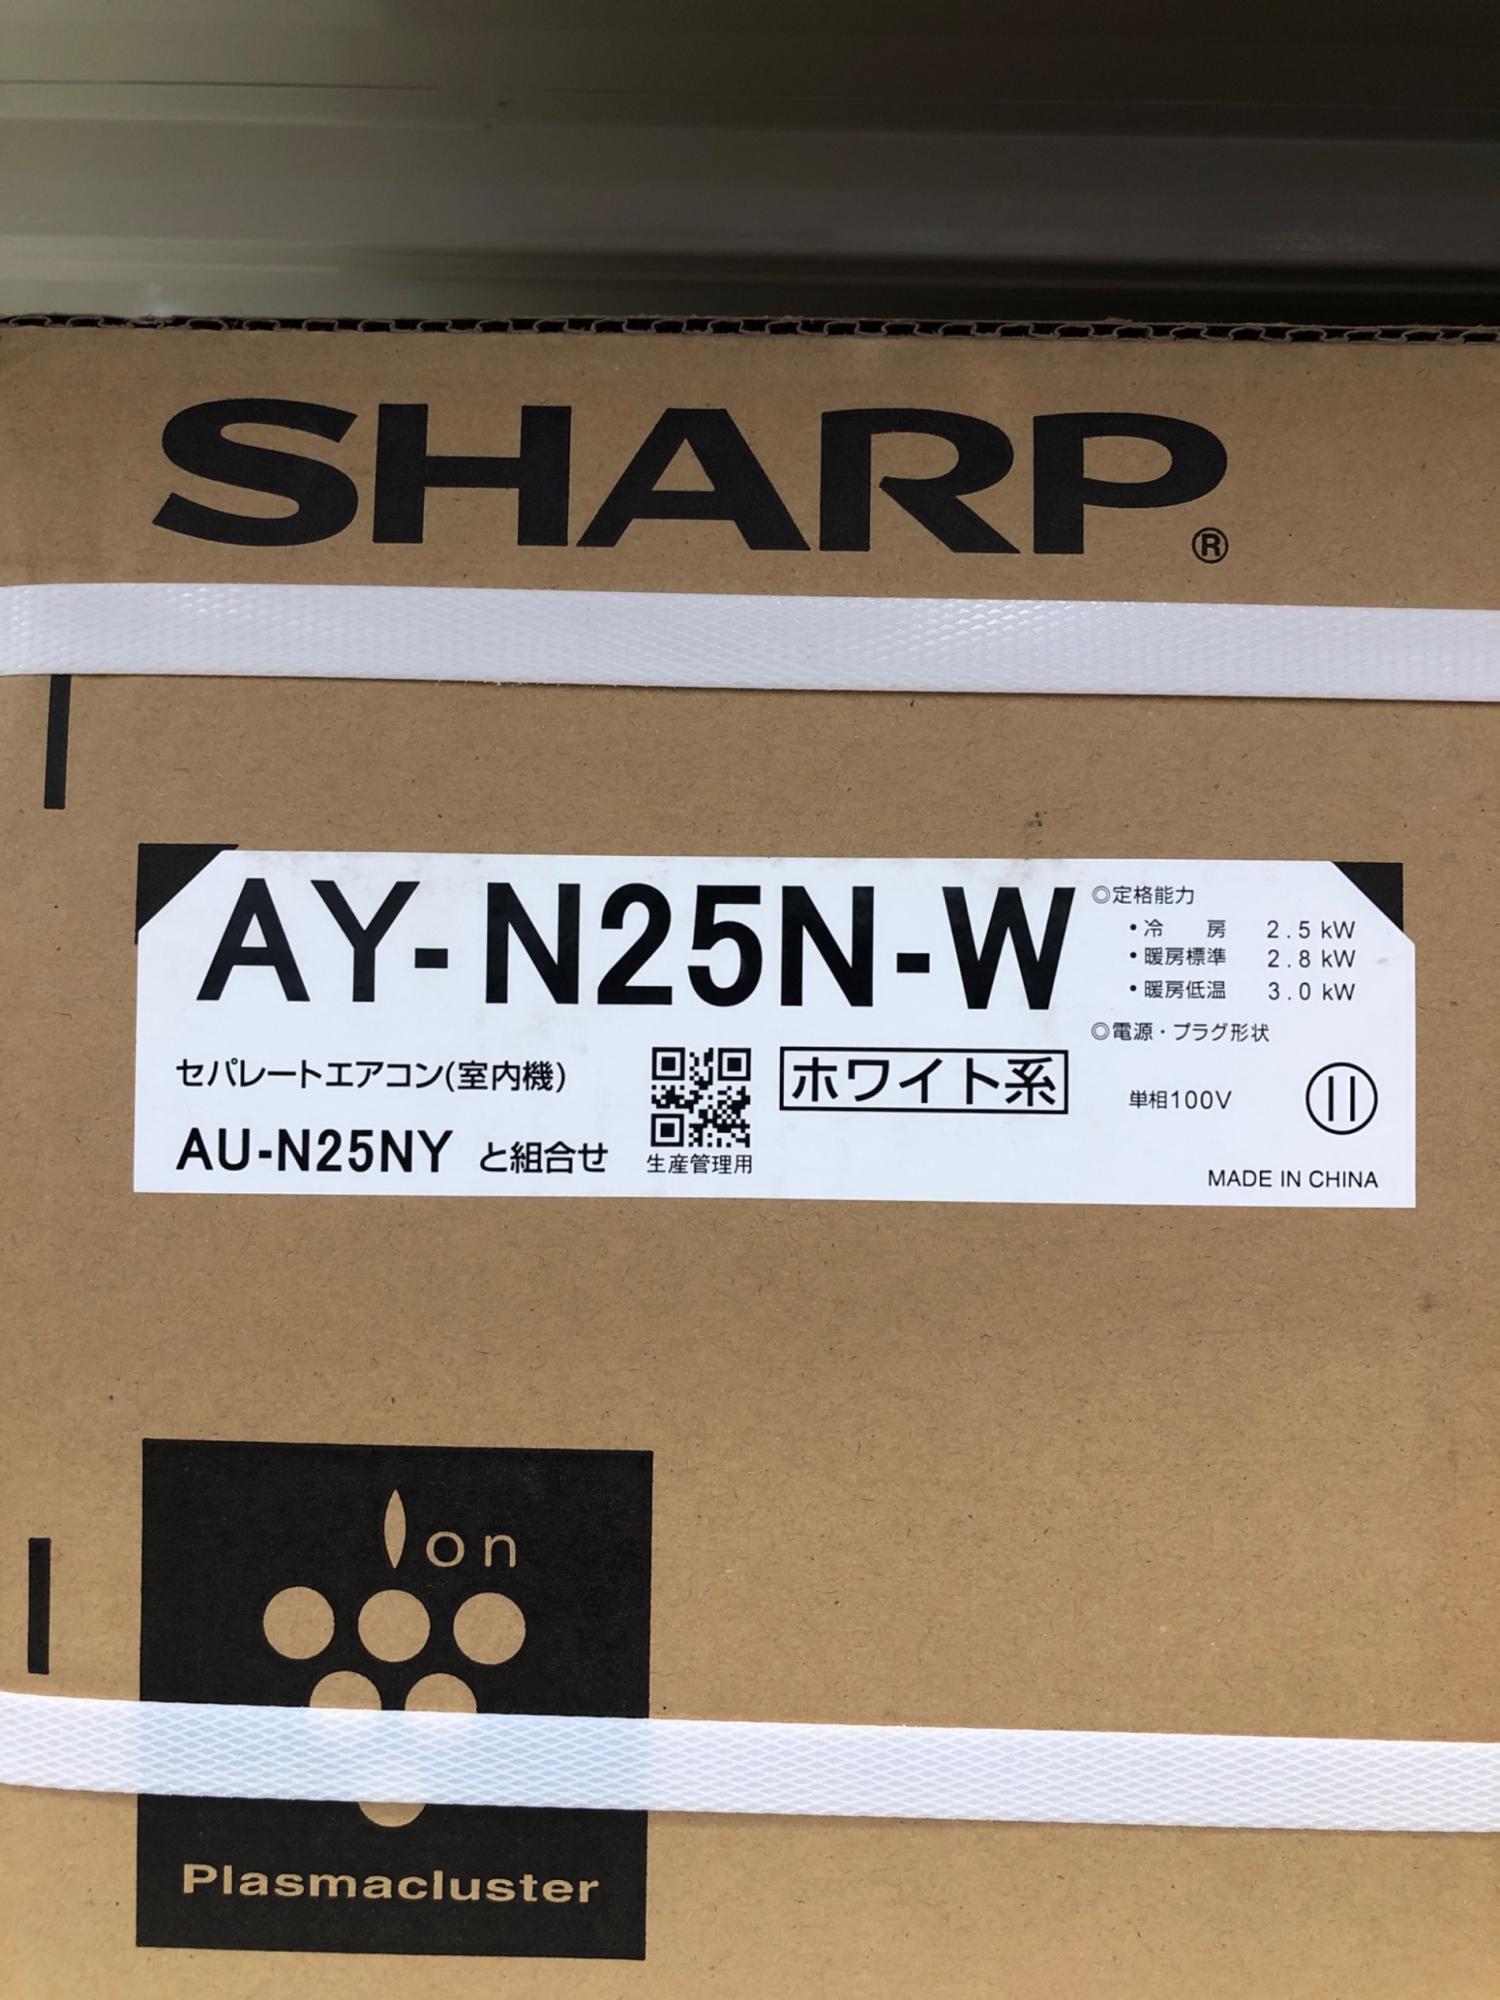 SHARP®
AY-N25N-W
◎定格能力
・冷　房 2.5 kW
・暖房標準 2.8 kW
・暖房低温 3.0 kW
◎電源・プラグ形状
単相100V
セパレートエアコン(室内機)
ホワイト系
AU-N25NY と組合せ
生産管理用
MADE IN CHINA
Ion
Plasmacluster